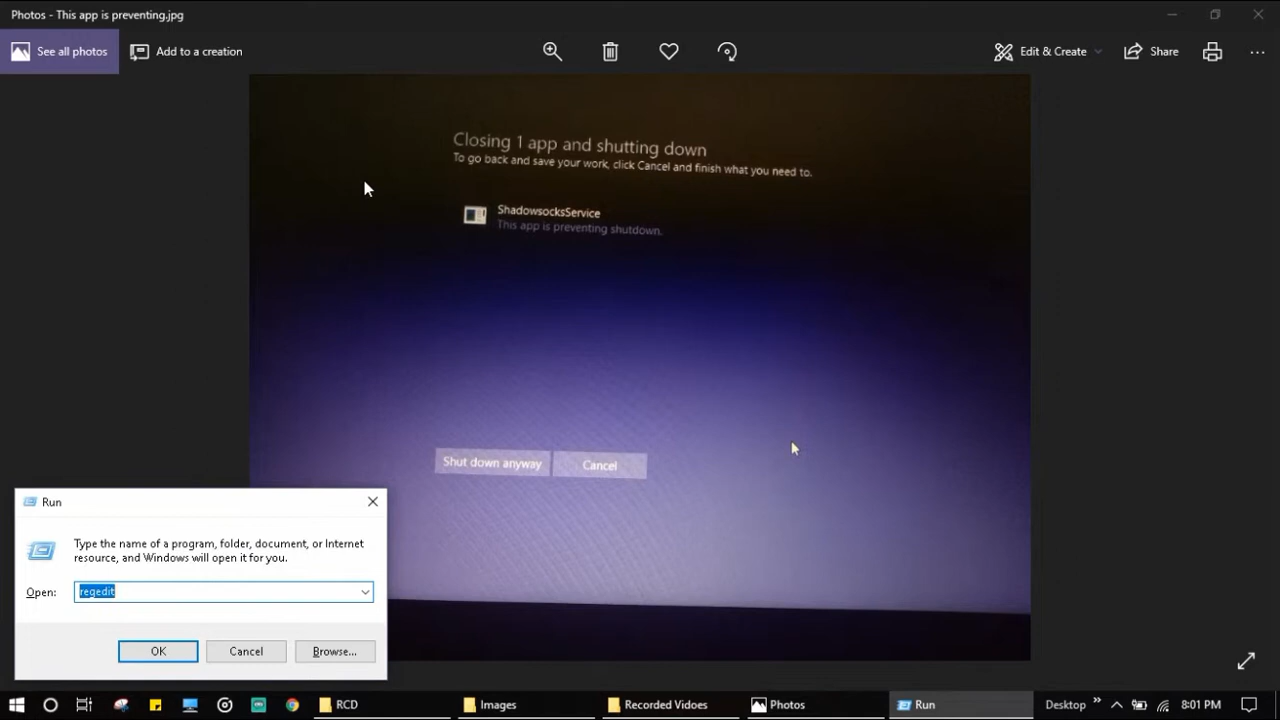 Photos - This app is preventing.jpg
See all photos
Add to a creation
Edit & Create
Share
Closing 1 app and shutting down
To go back and save your work, click Cancel and finish what you need to.
ShadowsocksService
This app is preventing shutdown.
Shut down anyway
Cancel
Run
Type the name of a program, folder, document, or Internet
resource, and Windows will open it for you.
Open: regedit
OK
Cancel
Browse...
RCD
Images
Recorded Vidoes
Photos
Run
Desktop
8:01 PM